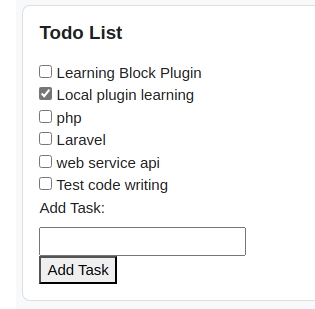 Todo List
Learning Block Plugin
Local plugin learning
php
Laravel
web service api
Test code writing
Add Task:
Add Task